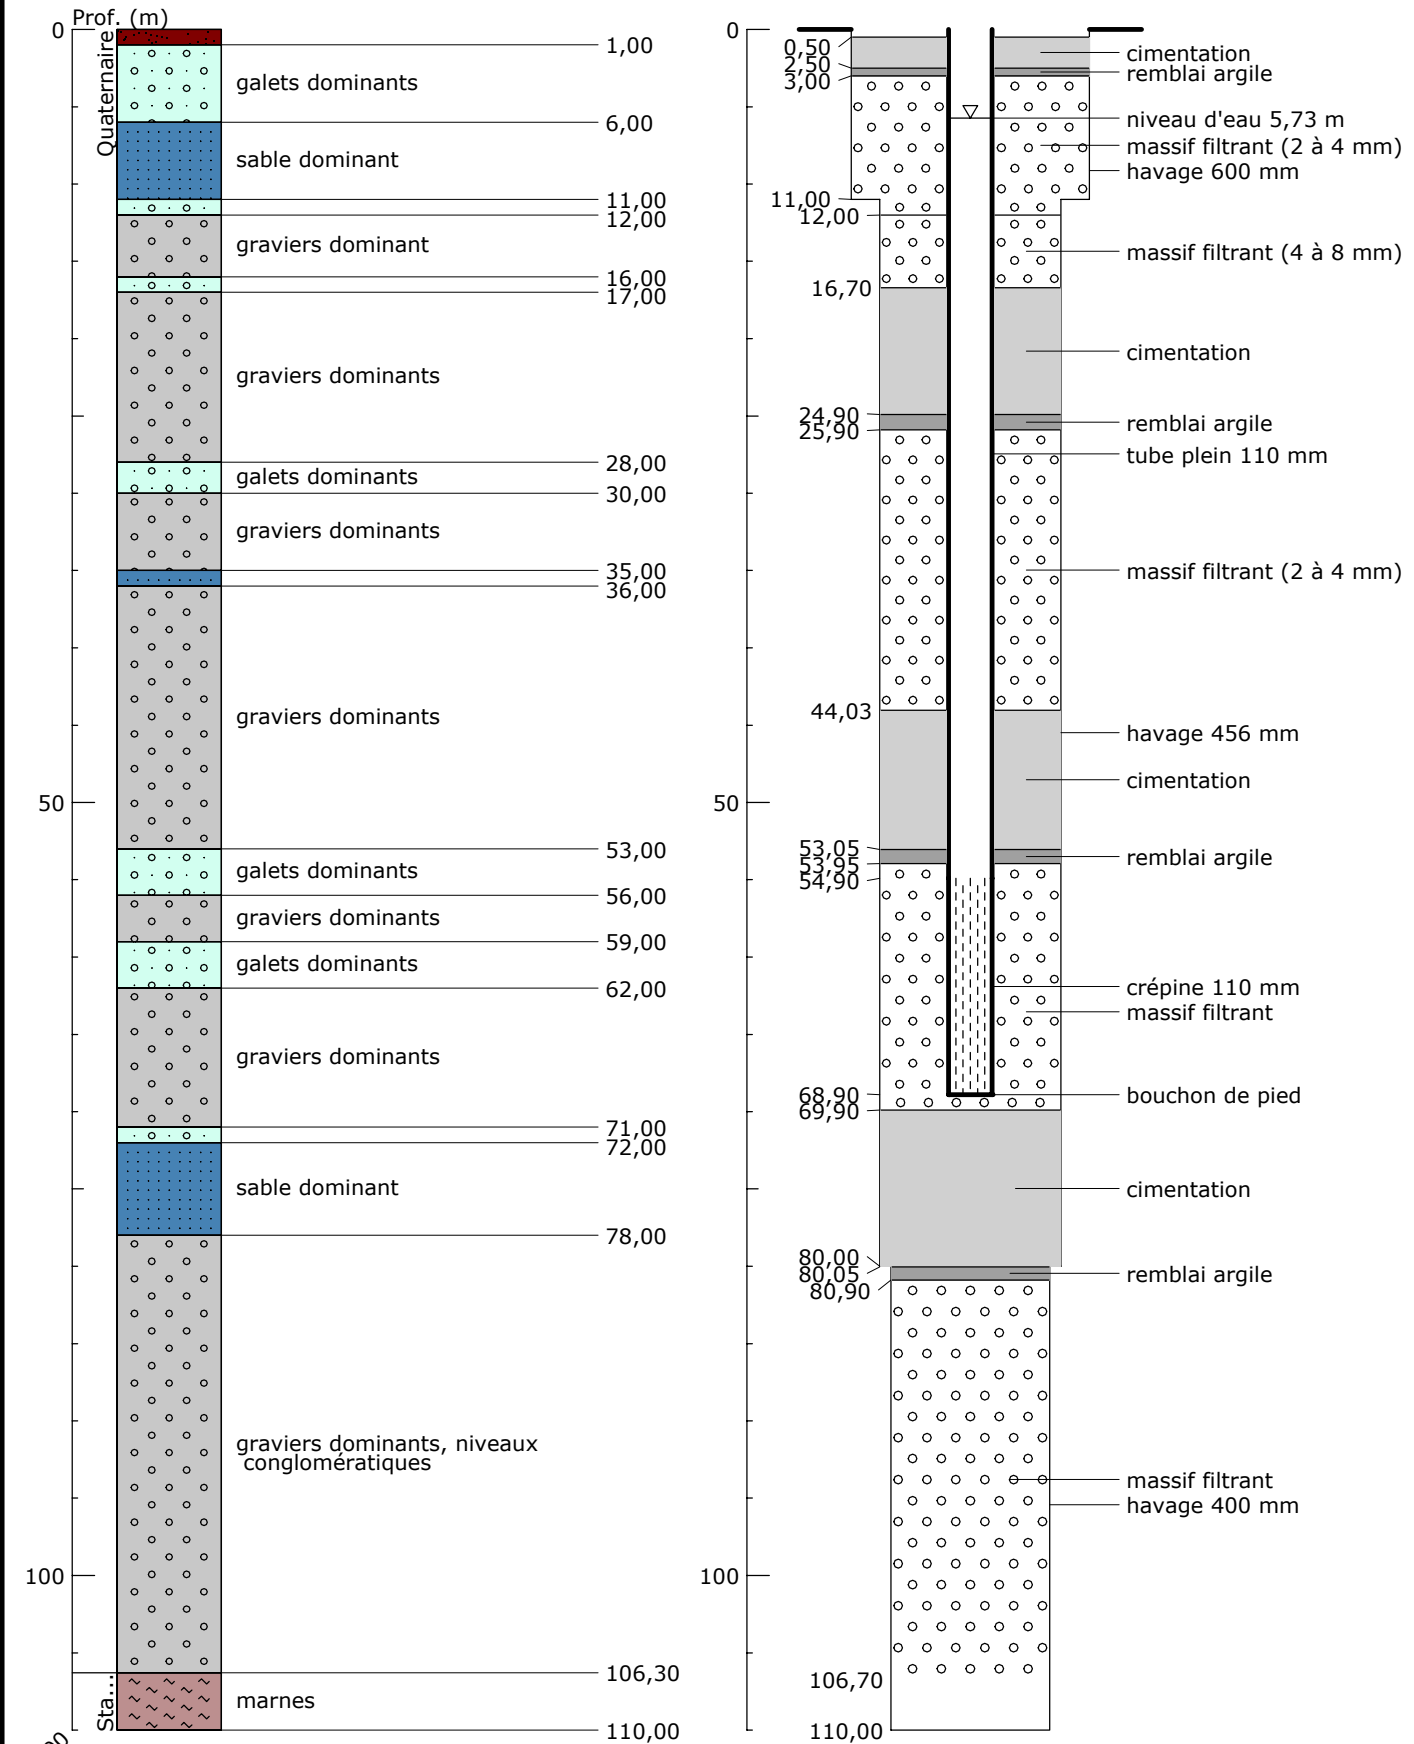 Prof. (m)
0
50
100
Quaternaire
Sta...
1,00
galets dominants
6,00
sable dominant
11,00
12,00
graviers dominant
16,00
17,00
graviers dominants
28,00
galets dominants
30,00
graviers dominants
35,00
36,00
graviers dominants
53,00
galets dominants
56,00
graviers dominants
59,00
galets dominants
62,00
graviers dominants
71,00
72,00
sable dominant
78,00
graviers dominants, niveaux
conglomératiques
106,30
marnes
110,00
0
50
100
0,50
2,50
3,00
11,00
12,00
16,70
24,90
25,90
44,03
53,05
53,95
54,90
68,90
69,90
80,00
80,05
80,90
106,70
110,00
cimentation
remblai argile
niveau d'eau 5,73 m
massif filtrant (2 à 4 mm)
havage 600 mm
massif filtrant (4 à 8 mm)
cimentation
remblai argile
tube plein 110 mm
massif filtrant (2 à 4 mm)
havage 456 mm
cimentation
remblai argile
crépine 110 mm
massif filtrant
bouchon de pied
cimentation
remblai argile
massif filtrant
havage 400 mm